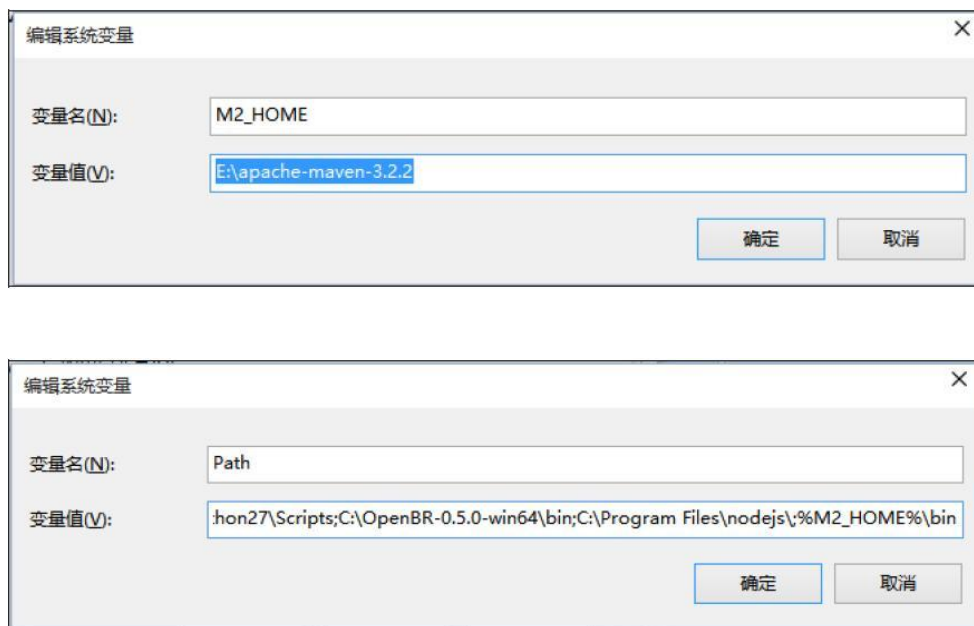 编辑系统变量
变量名(N):
M2_HOME
变量值(V):
E:\apache-maven-3.2.2
确定
取消
编辑系统变量
变量名(N):
Path
变量值(V):
:hon27\Scripts;C:\OpenBR-0.5.0-win64\bin;C:\Program Files\nodejs\;%M2_HOME%\bin
确定
取消